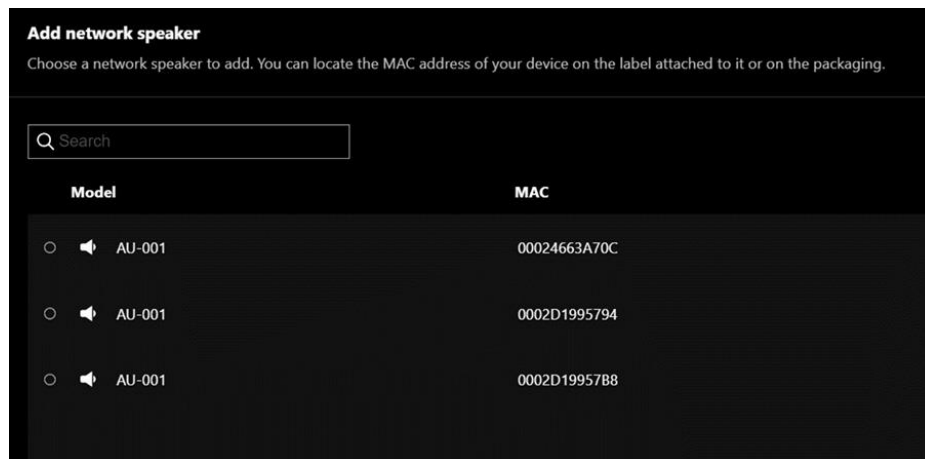 Add network speaker
Choose a network speaker to add. You can locate the MAC address of your device on the label attached to it or on the packaging.
Search
Model MAC
AU-001 00024663A70C
AU-001 0002D1995794
AU-001 0002D19957B8